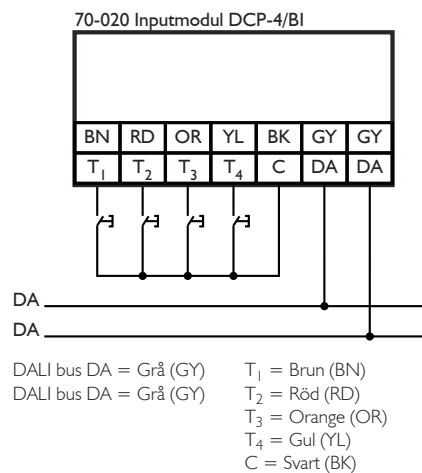 70-020 Inputmodul DCP-4/BI
BN RD OR YL BK GY GY
T₁ T₂ T₃ T₄ C DA DA
DA
DA
DALI bus DA = Grå (GY)
DALI bus DA = Grå (GY)
T₁ = Brun (BN)
T₂ = Röd (RD)
T₃ = Orange (OR)
T₄ = Gul (YL)
C = Svart (BK)